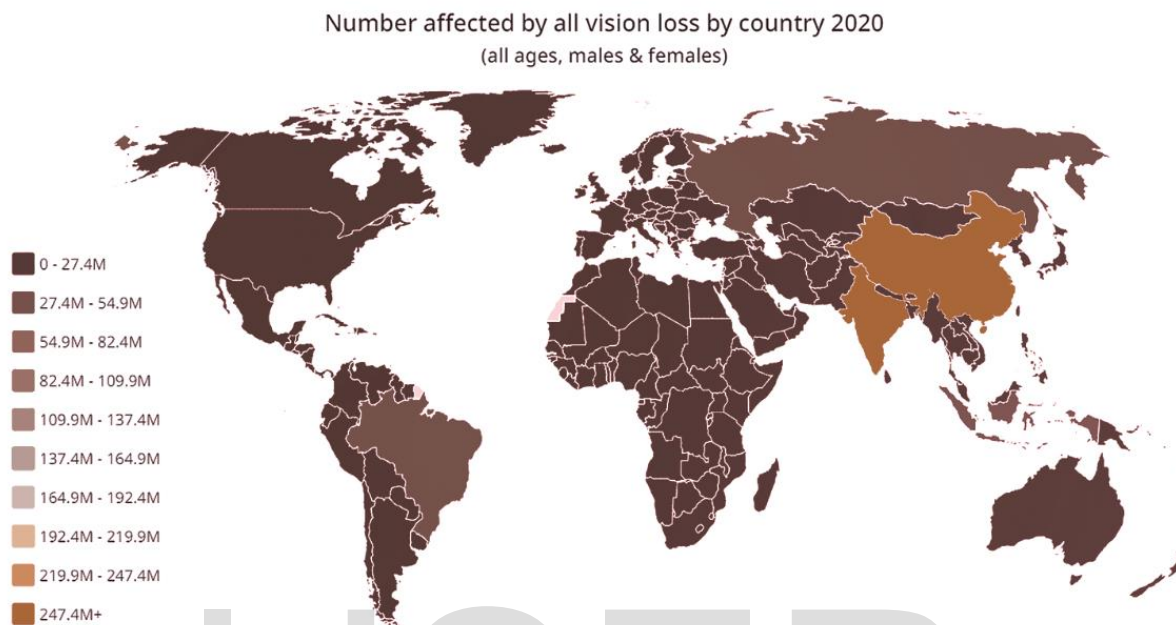 Number affected by all vision loss by country 2020
(all ages, males & females)
0 - 27.4M
27.4M - 54.9M
54.9M - 82.4M
82.4M - 109.9M
109.9M - 137.4M
137.4M - 164.9M
164.9M - 192.4M
192.4M - 219.9M
219.9M - 247.4M
247.4M+